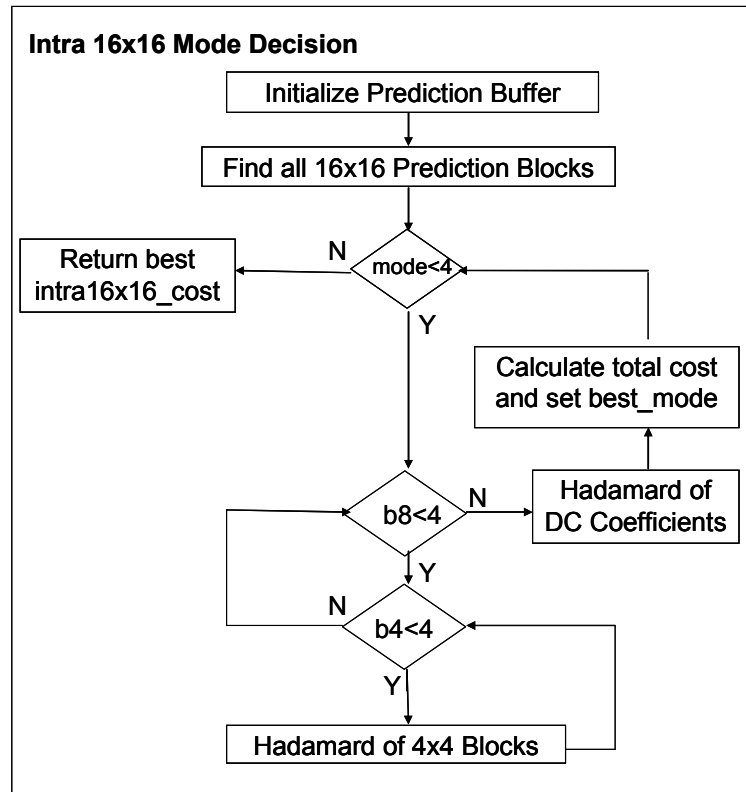 Intra 16x16 Mode Decision
Initialize Prediction Buffer
Find all 16x16 Prediction Blocks
N
mode<4
Return best
intra16x16_cost
Y
Calculate total cost
and set best_mode
b8<4
N
Hadamard of
DC Coefficients
Y
N
b4<4
Y
Hadamard of 4x4 Blocks